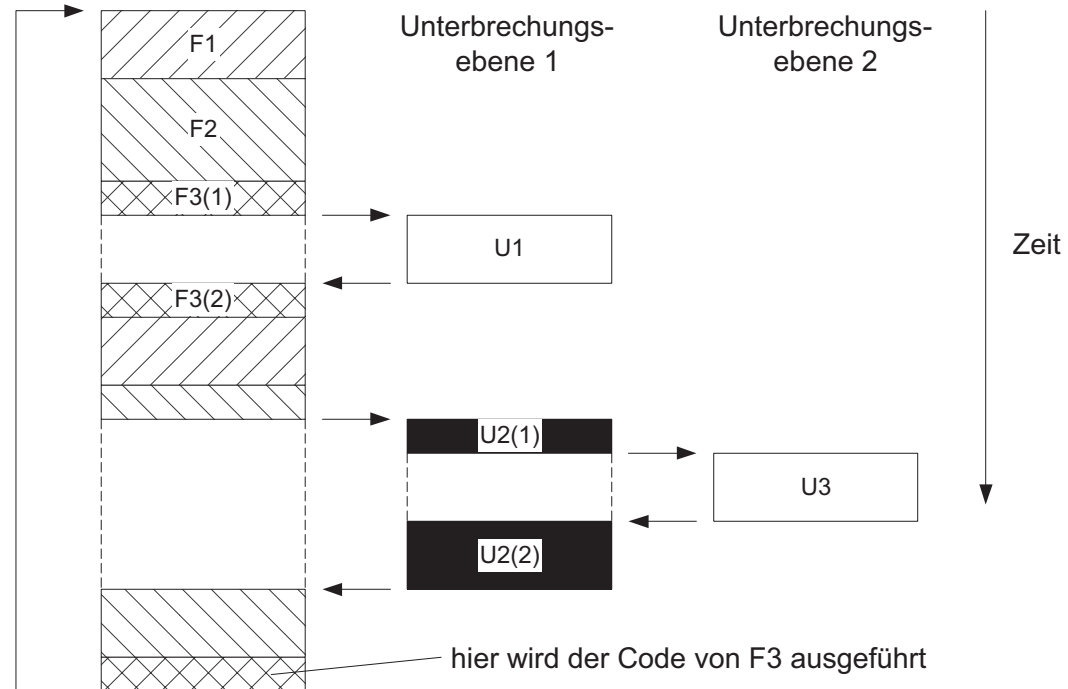 F1
Unterbrechungs-
ebene 1
Unterbrechungs-
ebene 2
F2
F3(1)
U1
Zeit
F3(2)
U2(1)
U3
U2(2)
hier wird der Code von F3 ausgeführt